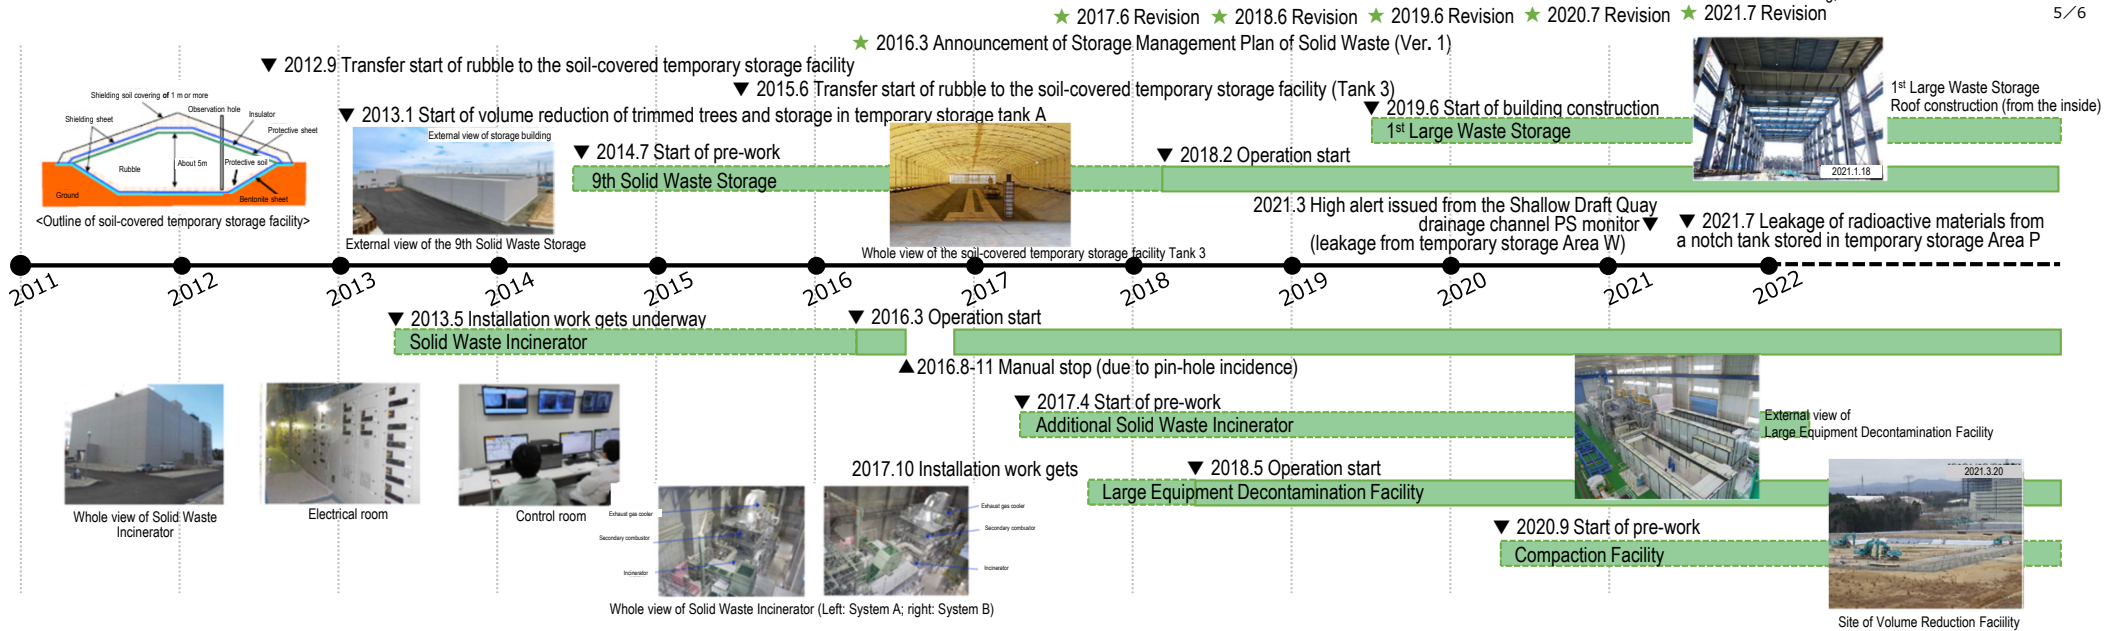 ★ 2017.6 Revision ★ 2018.6 Revision ★ 2019.6 Revision ★ 2020.7 Revision ★ 2021.7 Revision
5／6
★ 2016.3 Announcement of Storage Management Plan of Solid Waste (Ver. 1)
▼ 2012.9 Transfer start of rubble to the soil-covered temporary storage facility
▼ 2015.6 Transfer start of rubble to the soil-covered temporary storage facility (Tank 3)
▼ 2013.1 Start of volume reduction of trimmed trees and storage in temporary storage tank A
▼ 2019.6 Start of building construction
1st Large Waste Storage
1st Large Waste Storage
Roof construction (from the inside)
2021.1.18
Shielding soil covering of 1 m or more
Observation hole
Shielding sheet
Insulator
Protective sheet
About 5m
Protective soil
Rubble
Ground
Bentonite sheet
<Outline of soil-covered temporary storage facility>
External view of storage building
External view of the 9th Solid Waste Storage
▼ 2014.7 Start of pre-work
9th Solid Waste Storage
▼ 2018.2 Operation start
Whole view of the soil-covered temporary storage facility Tank 3
2021.3 High alert issued from the Shallow Draft Quay
drainage channel PS monitor ▼
(leakage from temporary storage Area W)
▼ 2021.7 Leakage of radioactive materials from
a notch tank stored in temporary storage Area P
2011
2012
2013
2014
2015
2016
2017
2018
2019
2020
2021
2022
▼ 2013.5 Installation work gets underway
Solid Waste Incinerator
▼ 2016.3 Operation start
▲ 2016.8-11 Manual stop (due to pin-hole incidence)
▼ 2017.4 Start of pre-work
Additional Solid Waste Incinerator
External view of
Large Equipment Decontamination Facility
2017.10 Installation work gets
▼ 2018.5 Operation start
Large Equipment Decontamination Facility
▼ 2020.9 Start of pre-work
Compaction Facility
2021.3.20
Site of Volume Reduction Faciility
Whole view of Solid Waste
Incinerator
Electrical room
Control room
Exhaust gas cooler
Secondary combustor
Incinerator
Exhaust gas cooler
Secondary combustor
Incinerator
Whole view of Solid Waste Incinerator (Left: System A; right: System B)